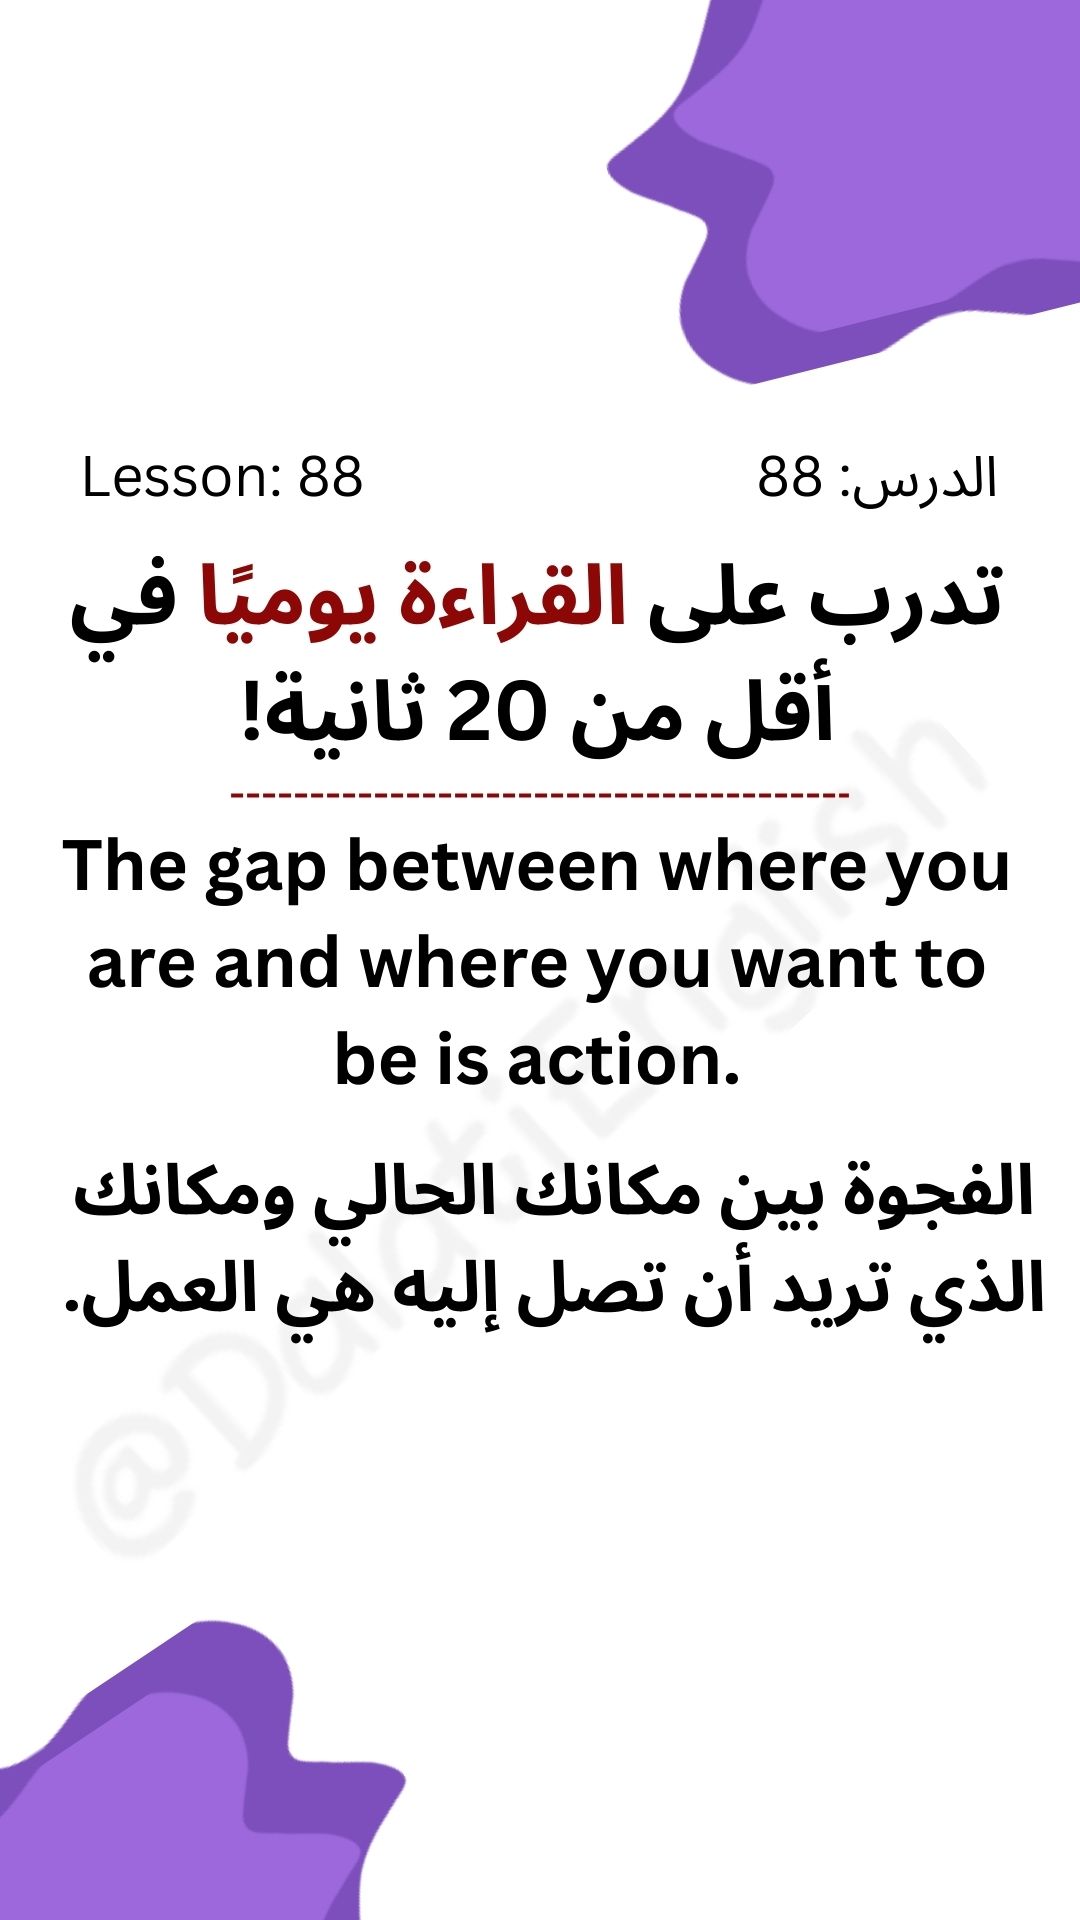 Lesson: 88
الدرس: 88
تدرب على القراءة يوميًا في
أقل من 20 ثانية!
The gap between where you
are and where you want to
be is action.
الفجوة بين مكانك الحالي ومكانك
الذي تريد أن تصل إليه هي العمل.
@DalatiEnglish